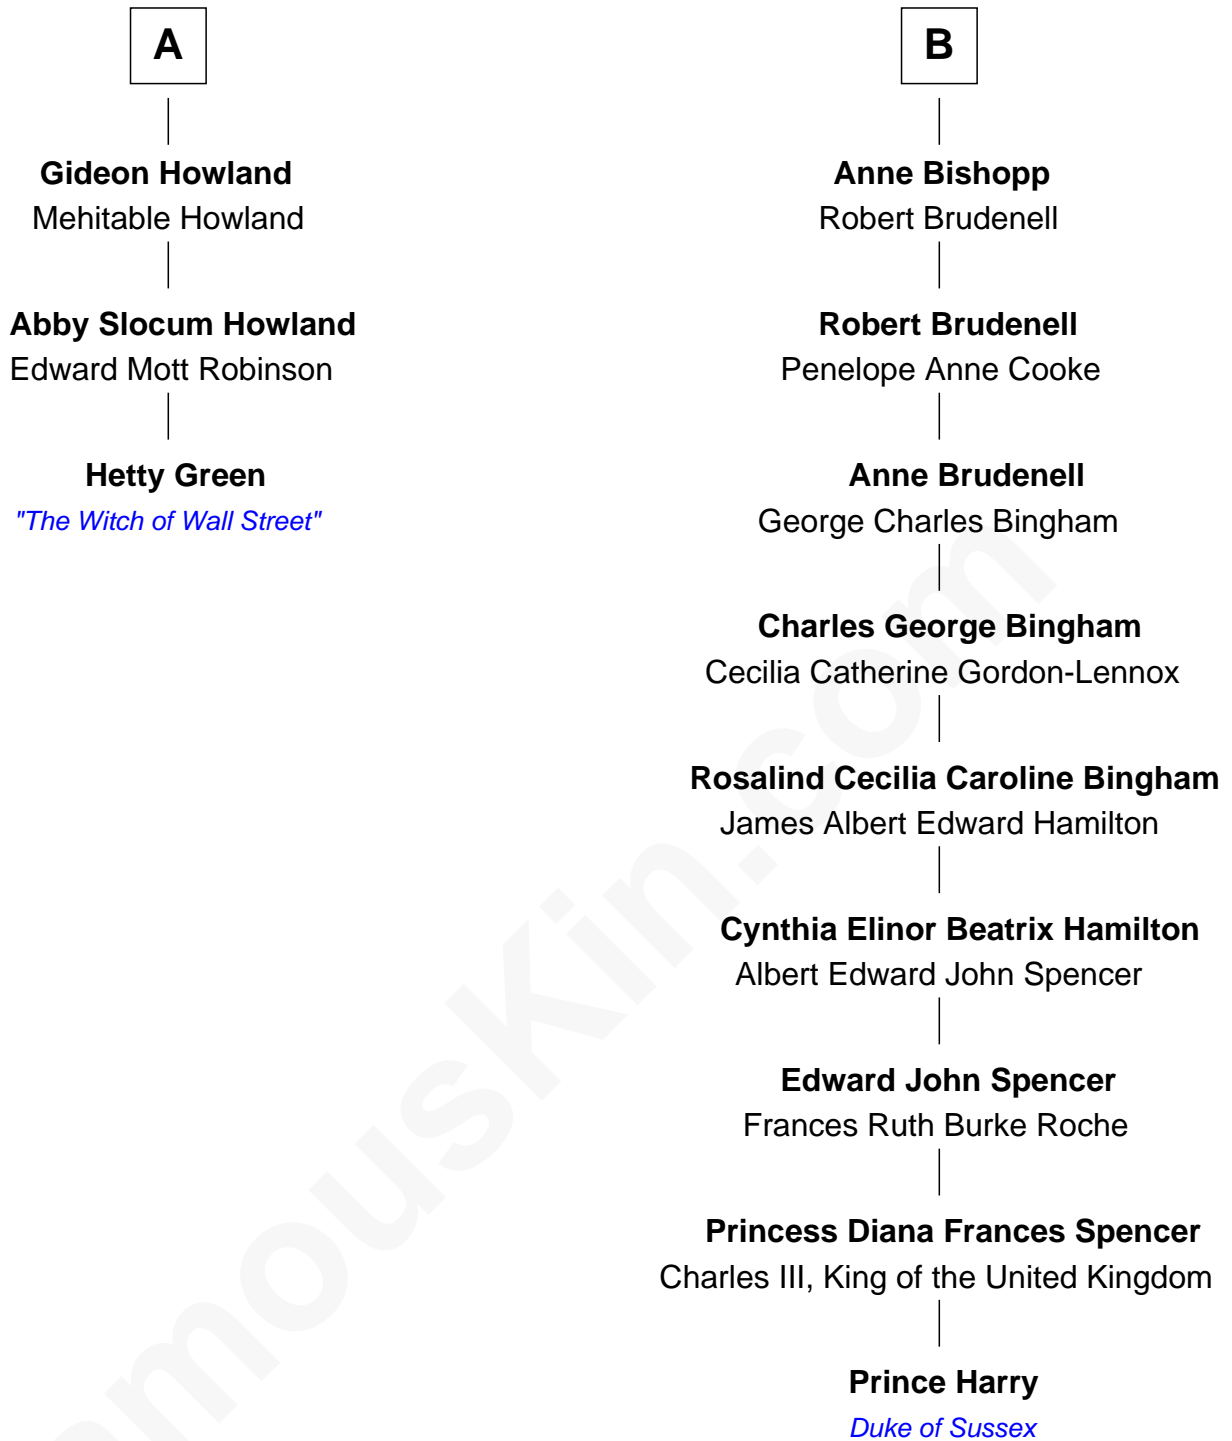 A
Gideon Howland
Mehitable Howland
Abby Slocum Howland
Edward Mott Robinson
Hetty Green
"The Witch of Wall Street"
B
Anne Bishopp
Robert Brudenell
Robert Brudenell
Penelope Anne Cooke
Anne Brudenell
George Charles Bingham
Charles George Bingham
Cecilia Catherine Gordon-Lennox
Rosalind Cecilia Caroline Bingham
James Albert Edward Hamilton
Cynthia Elinor Beatrix Hamilton
Albert Edward John Spencer
Edward John Spencer
Frances Ruth Burke Roche
Princess Diana Frances Spencer
Charles III, King of the United Kingdom
Prince Harry
Duke of Sussex
amousKin.com